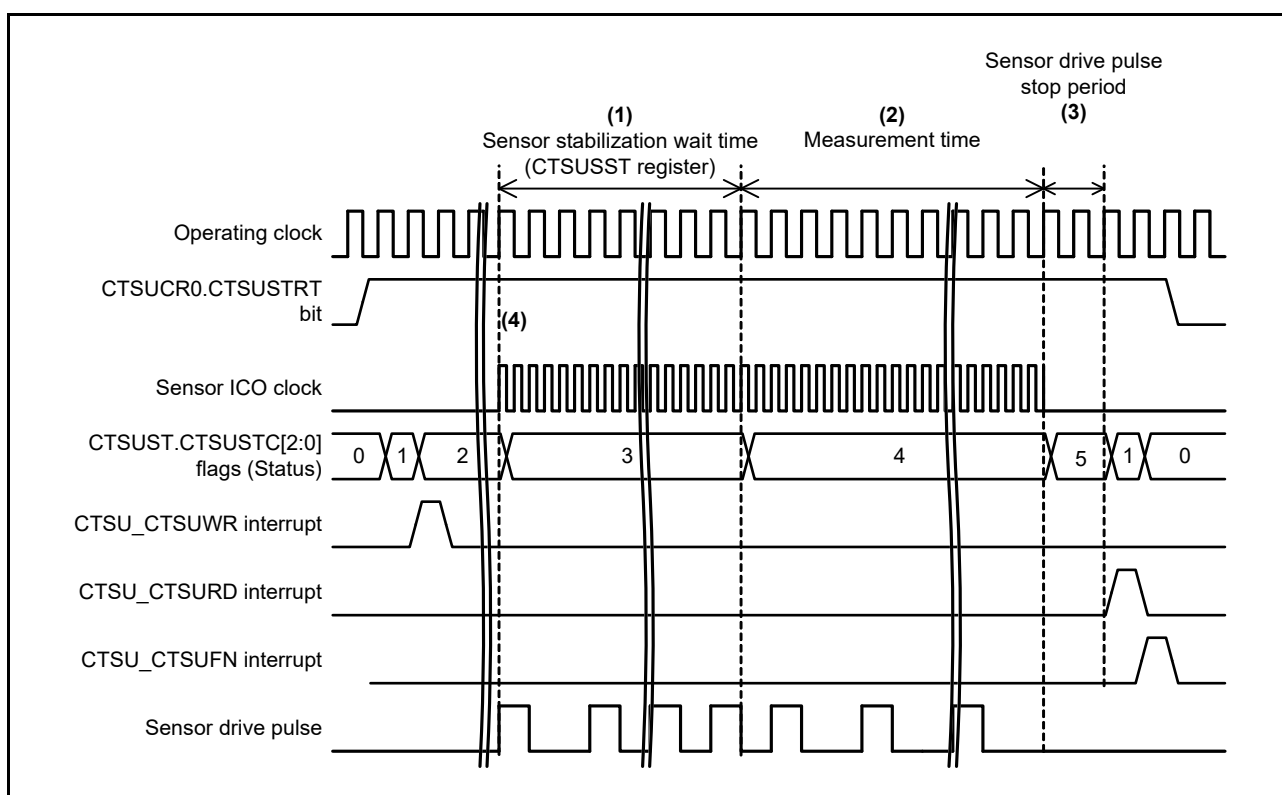 Sensor drive pulse
stop period
(3)
(1)
Sensor stabilization wait time
(CTSUSST register)
(2)
Measurement time
Operating clock
CTSUCR0.CTSUSTRT
bit
(4)
Sensor ICO clock
CTSUST.CTSUSTC[2:0]
flags (Status)
0 1 2 3 4 5 1 0
CTSU_CTSUWR interrupt
CTSU_CTSURD interrupt
CTSU_CTSUFN interrupt
Sensor drive pulse